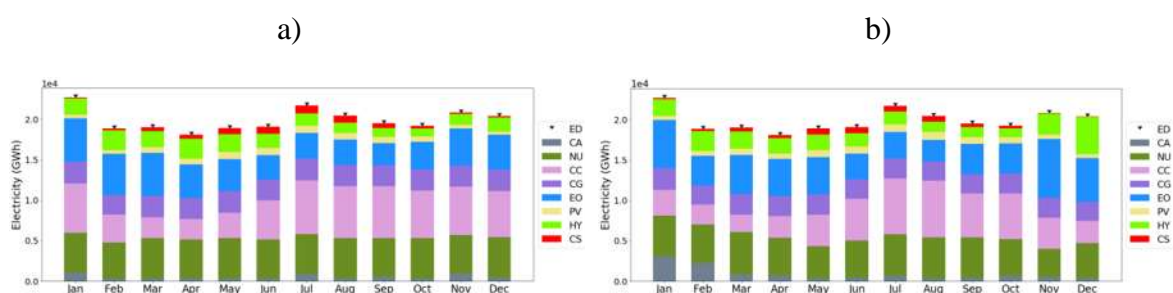 a)
b)
1e4
Electricity (GWh)
2.0
1.5
1.0
0.5
0.0
Jan Feb Mar Apr May Jun Jul Aug Sep Oct Nov Dec
ED
CA
NU
CC
CG
EO
PV
HY
CS
1e4
Electricity (GWh)
2.0
1.5
1.0
0.5
0.0
Jan Feb Mar Apr May Jun Jul Aug Sep Oct Nov Dec
ED
CA
NU
CC
CG
EO
PV
HY
CS